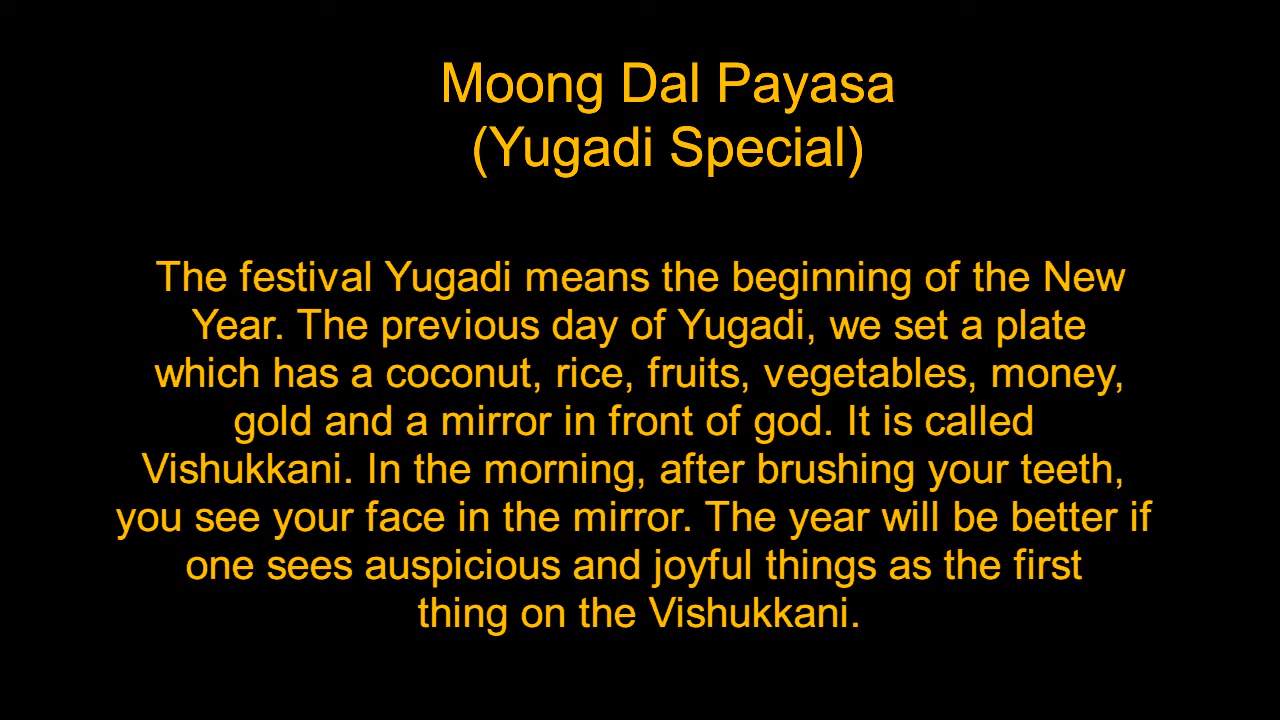 Moong Dal Payasa
(Yugadi Special)
The festival Yugadi means the beginning of the New
Year. The previous day of Yugadi, we set a plate
which has a coconut, rice, fruits, vegetables, money,
gold and a mirror in front of god. It is called
Vishukkani. In the morning, after brushing your teeth,
you see your face in the mirror. The year will be better if
one sees auspicious and joyful things as the first
thing on the Vishukkani.